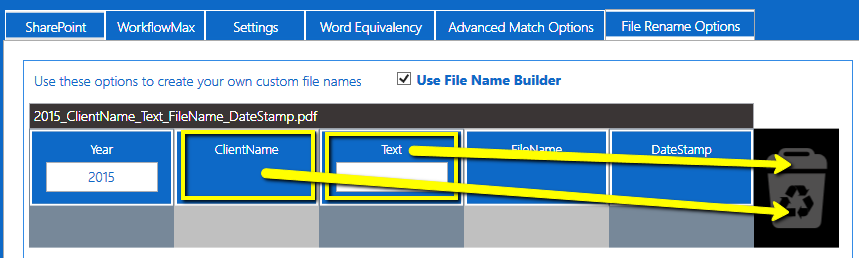 SharePoint WorkflowMax Settings Word Equivalency Advanced Match Options File Rename Options
Use these options to create your own custom file names Use File Name Builder
2015_ClientName_Text_FileName_DateStamp.pdf
Year ClientName Text FileName DateStamp
2015